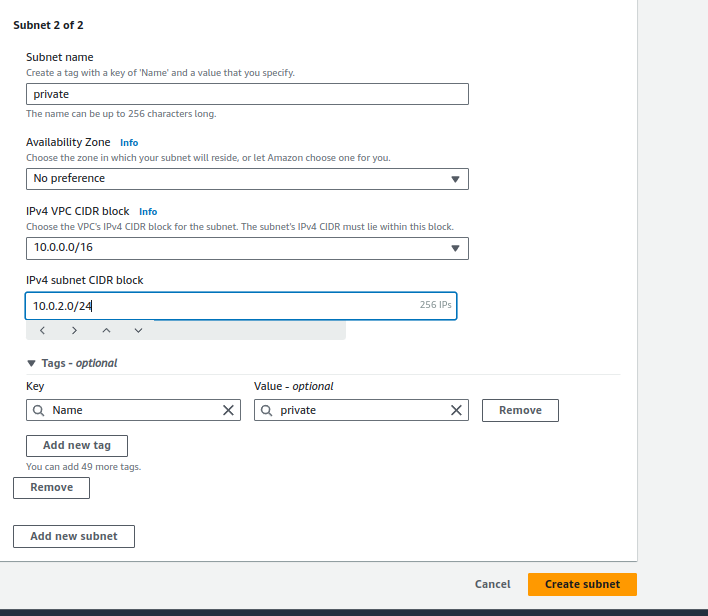 Subnet 2 of 2
Subnet name
Create a tag with a key of 'Name' and a value that you specify.
private
The name can be up to 256 characters long.
Availability Zone Info
Choose the zone in which your subnet will reside, or let Amazon choose one for you.
No preference
IPv4 VPC CIDR block Info
Choose the VPC's IPv4 CIDR block for the subnet. The subnet's IPv4 CIDR must lie within this block.
10.0.0.0/16
IPv4 subnet CIDR block
10.0.2.0/24 256 IPs
Tags - optional
Key Value - optional
Name private Remove
Add new tag
You can add 49 more tags.
Remove
Add new subnet
Cancel Create subnet